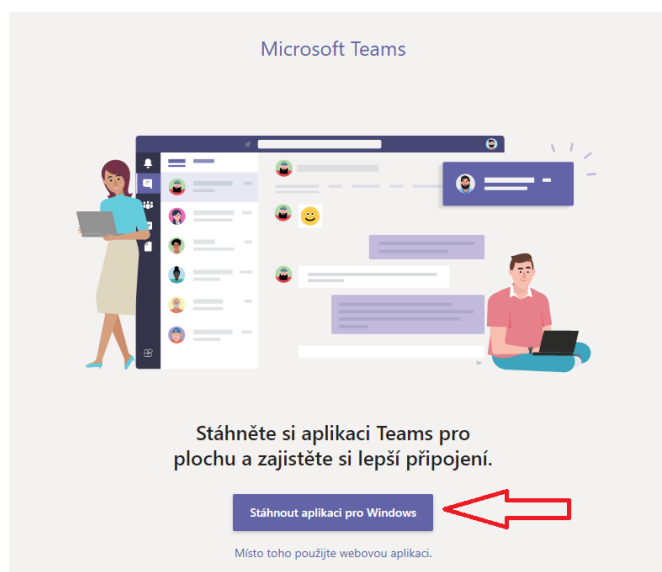 Microsoft Teams
Stáhněte si aplikaci Teams pro
plochu a zajistěte si lepší připojení.
Stáhnout aplikaci pro Windows
Místo toho použijte webovou aplikaci.